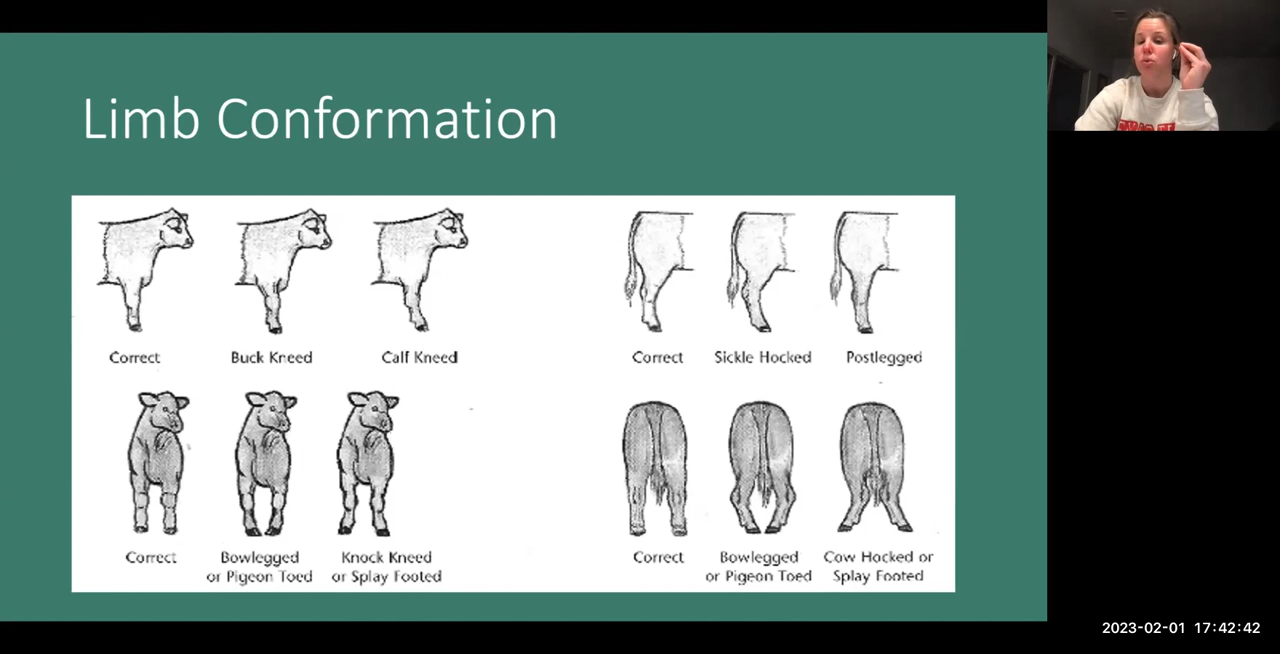 Limb Conformation
Correct
Buck Kneed
Calf Kneed
Correct
Sickle Hocked
Postlegged
Correct
Bowlegged
or Pigeon Toed
Knock Kneed
or Splay Footed
Correct
Bowlegged
or Pigeon Toed
Cow Hocked or
Splay Footed
2023-02-01 17:42:42